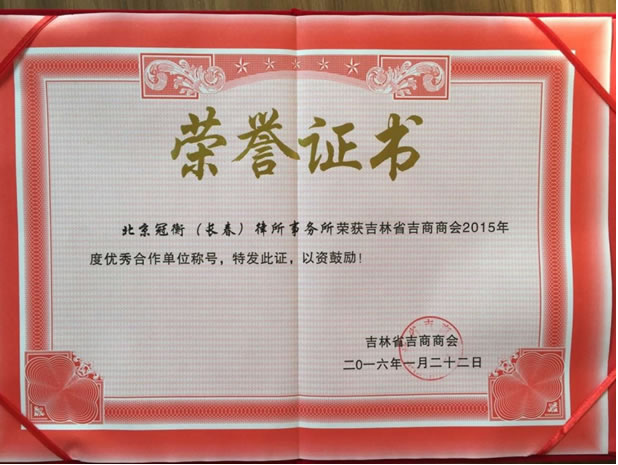 荣誉证书
北京冠衡（长春）律所事务所荣获吉林省吉商商会2015年
度优秀合作单位称号，特发此证，以资鼓励！
吉林省吉商商会
二0一六年一月二十二日